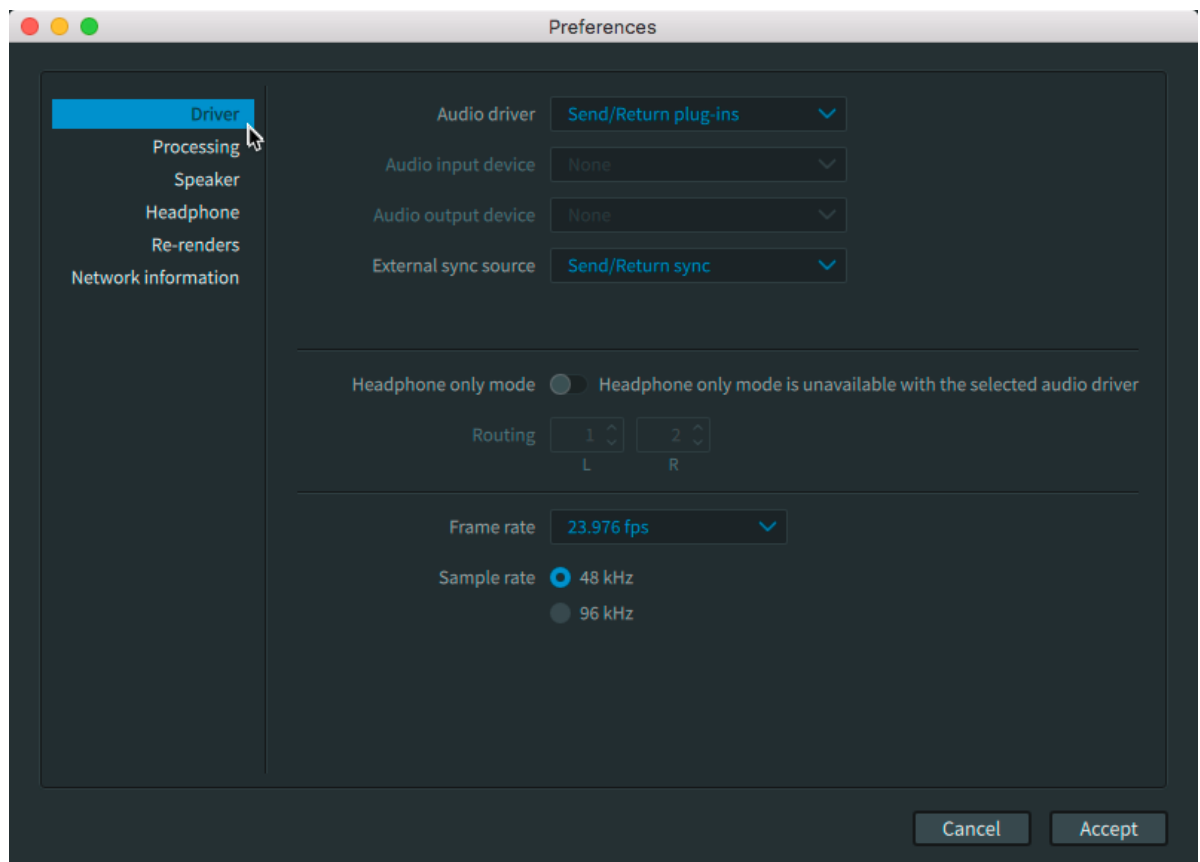 Preferences
Driver
Processing
Speaker
Headphone
Re-renders
Network information
Audio driver Send/Return plug-ins
Audio input device None
Audio output device None
External sync source Send/Return sync
Headphone only mode Headphone only mode is unavailable with the selected audio driver
Routing 1 2
L R
Frame rate 23.976 fps
Sample rate 48 kHz
96 kHz
Cancel Accept